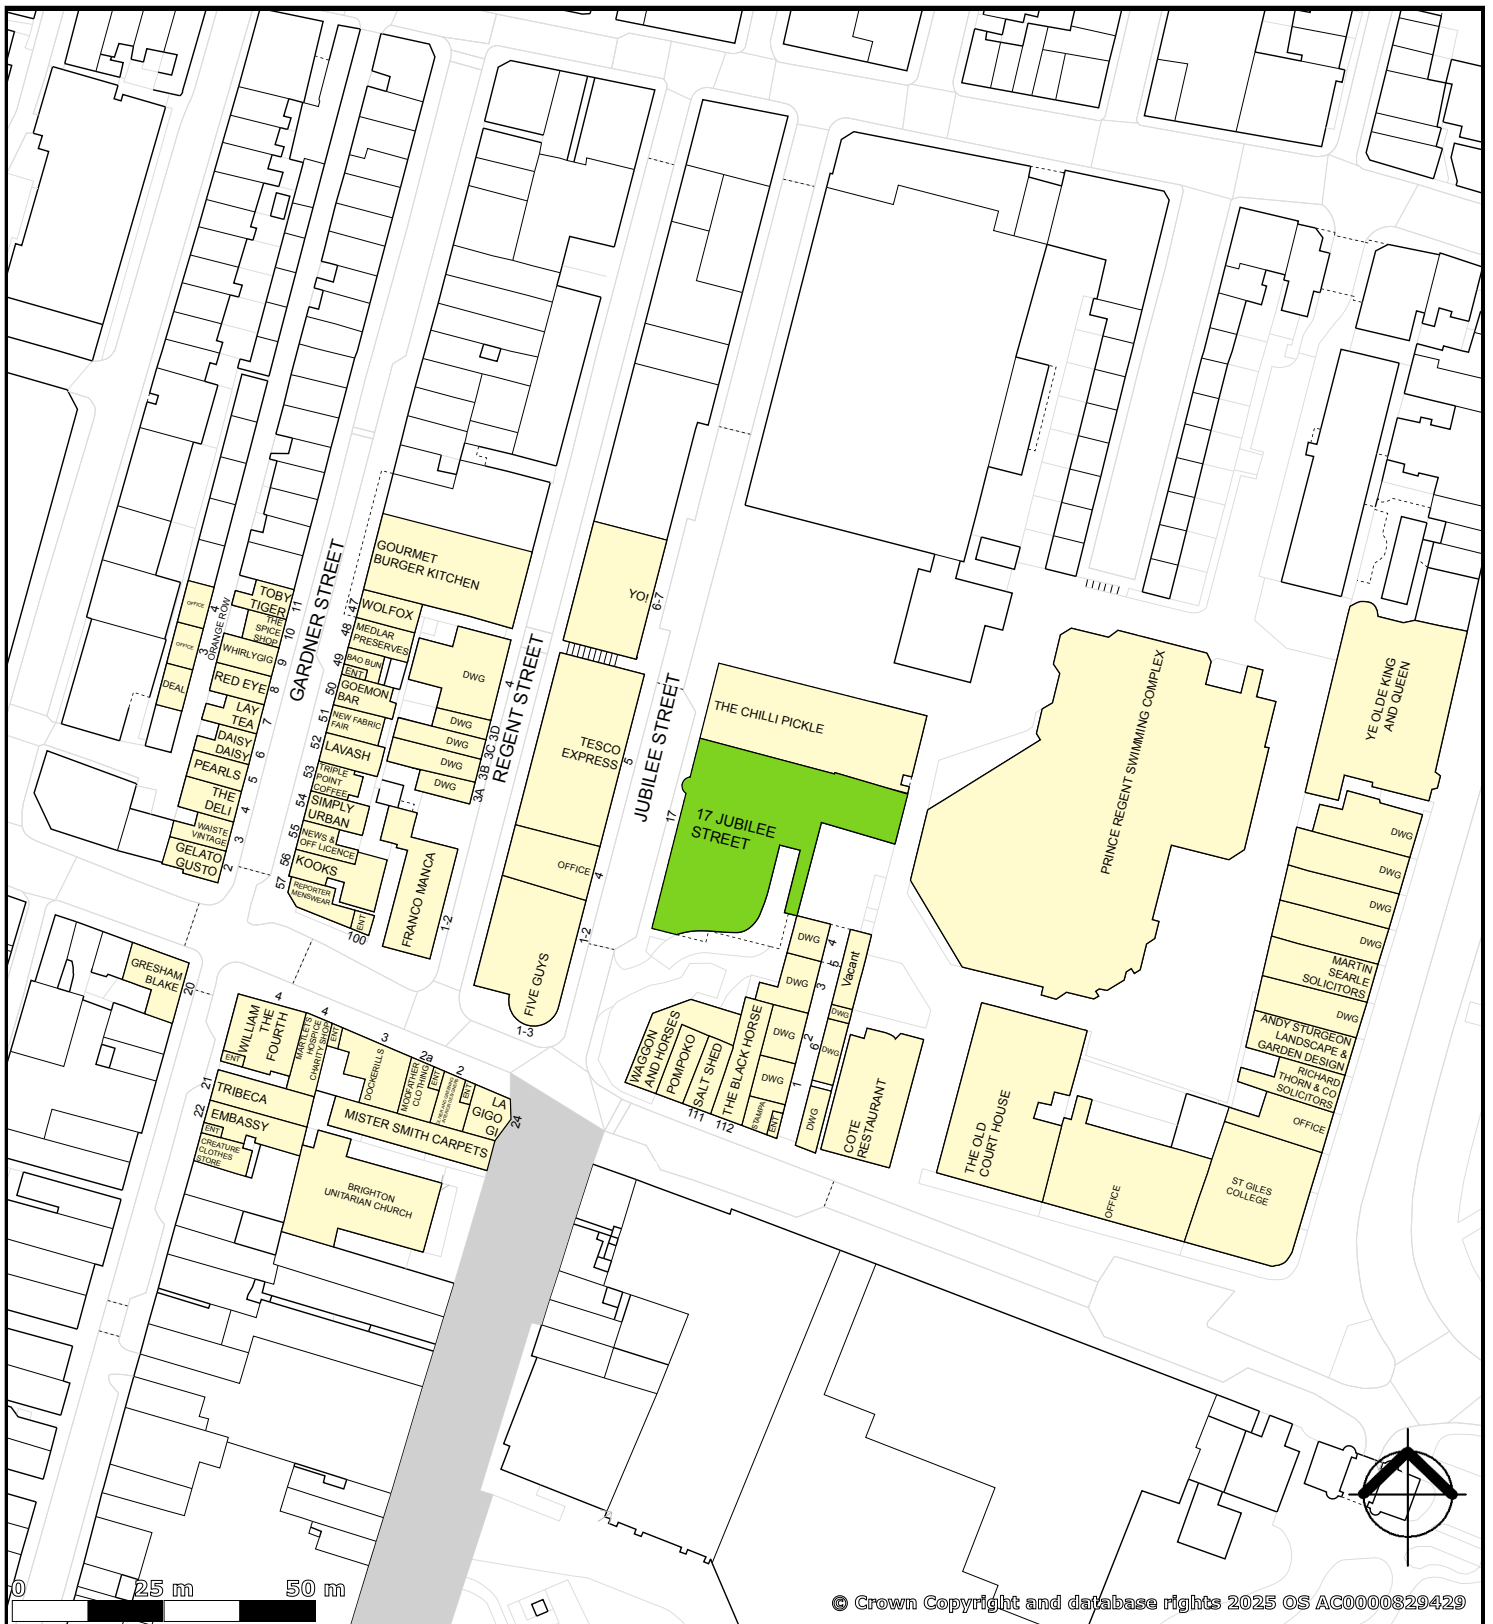 TOBY
TIGER
11
THE
SPICE
SHOP
10
WHIRLYGIG
9
RED EYE
8
LAY
TEA
7
DAISY
DAISY
6
PEARLS
5
THE
DELI
4
WAISTE
VINTAGE
3
GELATO
GUSTO
2
OFFICE
4
OFFICE
3
ORANGE ROW
DEAL
GARDNER STREET
GOURMET
BURGER KITCHEN
47
WOLFOX
48
MEDLAR
PRESERVES
49
BAO BUN
ENT
50
GOEMON
BAR
51
NEW FABRIC
FAIR
52
LAVASH
53
TRIPLE
POINT
COFFEE
54
SIMPLY
URBAN
55
NEWS &
OFF LICENCE
56
KOOKS
57
REPORTER
MENSWEAR
ENT
100
FRANCO MANCA
1-2
DWG
4
DWG
3D
DWG
3C
DWG
3B
DWG
3A
REGENT STREET
YO!
6-7
TESCO
EXPRESS
5
OFFICE
4
FIVE GUYS
1-2
1-3
JUBILEE STREET
17
THE CHILLI PICKLE
17 JUBILEE
STREET
PRINCE REGENT SWIMMING COMPLEX
YE OLDE KING
AND QUEEN
DWG
DWG
DWG
DWG
MARTIN
SEARLE
SOLICITORS
DWG
ANDY STURGEON
LANDSCAPE &
GARDEN DESIGN
RICHARD
THORN & CO
SOLICITORS
OFFICE
ST GILES
COLLEGE
OFFICE
THE OLD
COURT HOUSE
DWG
4
5
Vacant
DWG
3
DWG
DWG
2
6
DWG
DWG
1
DWG
STAMPA
ENT
COTE
RESTAURANT
WAGGON
AND HORSES
POMPOKO
SALT SHED
THE BLACK HORSE
111
112
GRESHAM
BLAKE
20
4
WILLIAM
THE
FOURTH
ENT
4
MARTLETS
HOSPICE
CHARITY SHOP
ENT
3
DOCKERILLS
2a
MODFATHER
CLOTHING
ENT
2
ENT
LA
GIGO
GI
24
21
TRIBECA
22
EMBASSY
ENT
CREATURE
CLOTHES
STORE
MISTER SMITH CARPETS
BRIGHTON
UNITARIAN CHURCH
0 25 m 50 m
© Crown Copyright and database rights 2025 OS AC0000829429